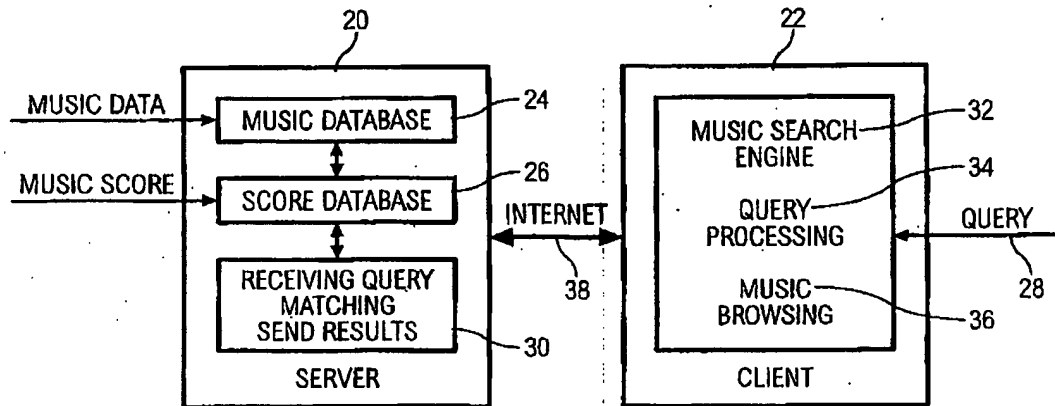 20
22
MUSIC DATA
MUSIC DATABASE
24
MUSIC SEARCH
ENGINE
32
MUSIC SCORE
SCORE DATABASE
26
34
INTERNET
38
QUERY
PROCESSING
QUERY
28
RECEIVING QUERY
MATCHING
SEND RESULTS
30
MUSIC
BROWSING
36
SERVER
CLIENT